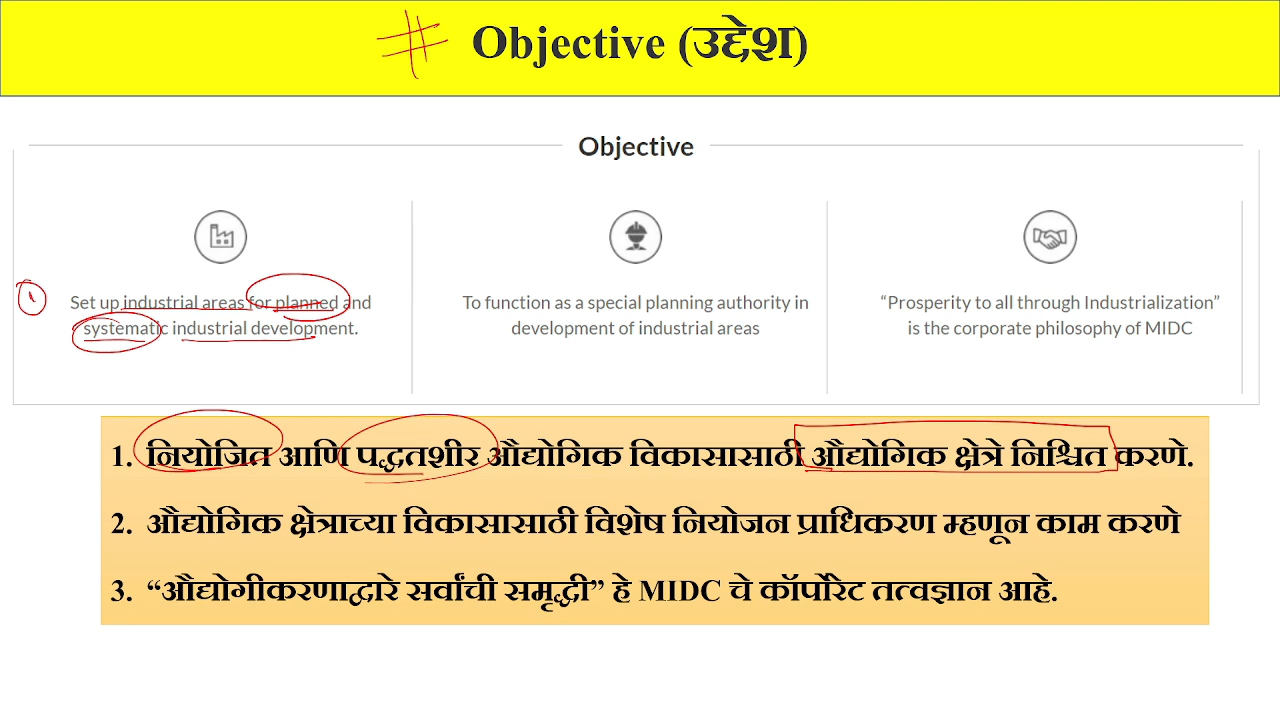 # Objective (उद्देश)
Objective
Set up industrial areas for planned and
systematic industrial development.
To function as a special planning authority in
development of industrial areas
“Prosperity to all through Industrialization”
is the corporate philosophy of MIDC
1. नियोजित आणि पद्धतशीर औद्योगिक विकासासाठी औद्योगिक क्षेत्रे निश्चित करणे.
2. औद्योगिक क्षेत्राच्या विकासासाठी विशेष नियोजन प्राधिकरण म्हणून काम करणे
3. “औद्योगीकरणाद्वारे सर्वांची समृद्धी” हे MIDC चे कॉर्पोरेट तत्वज्ञान आहे.